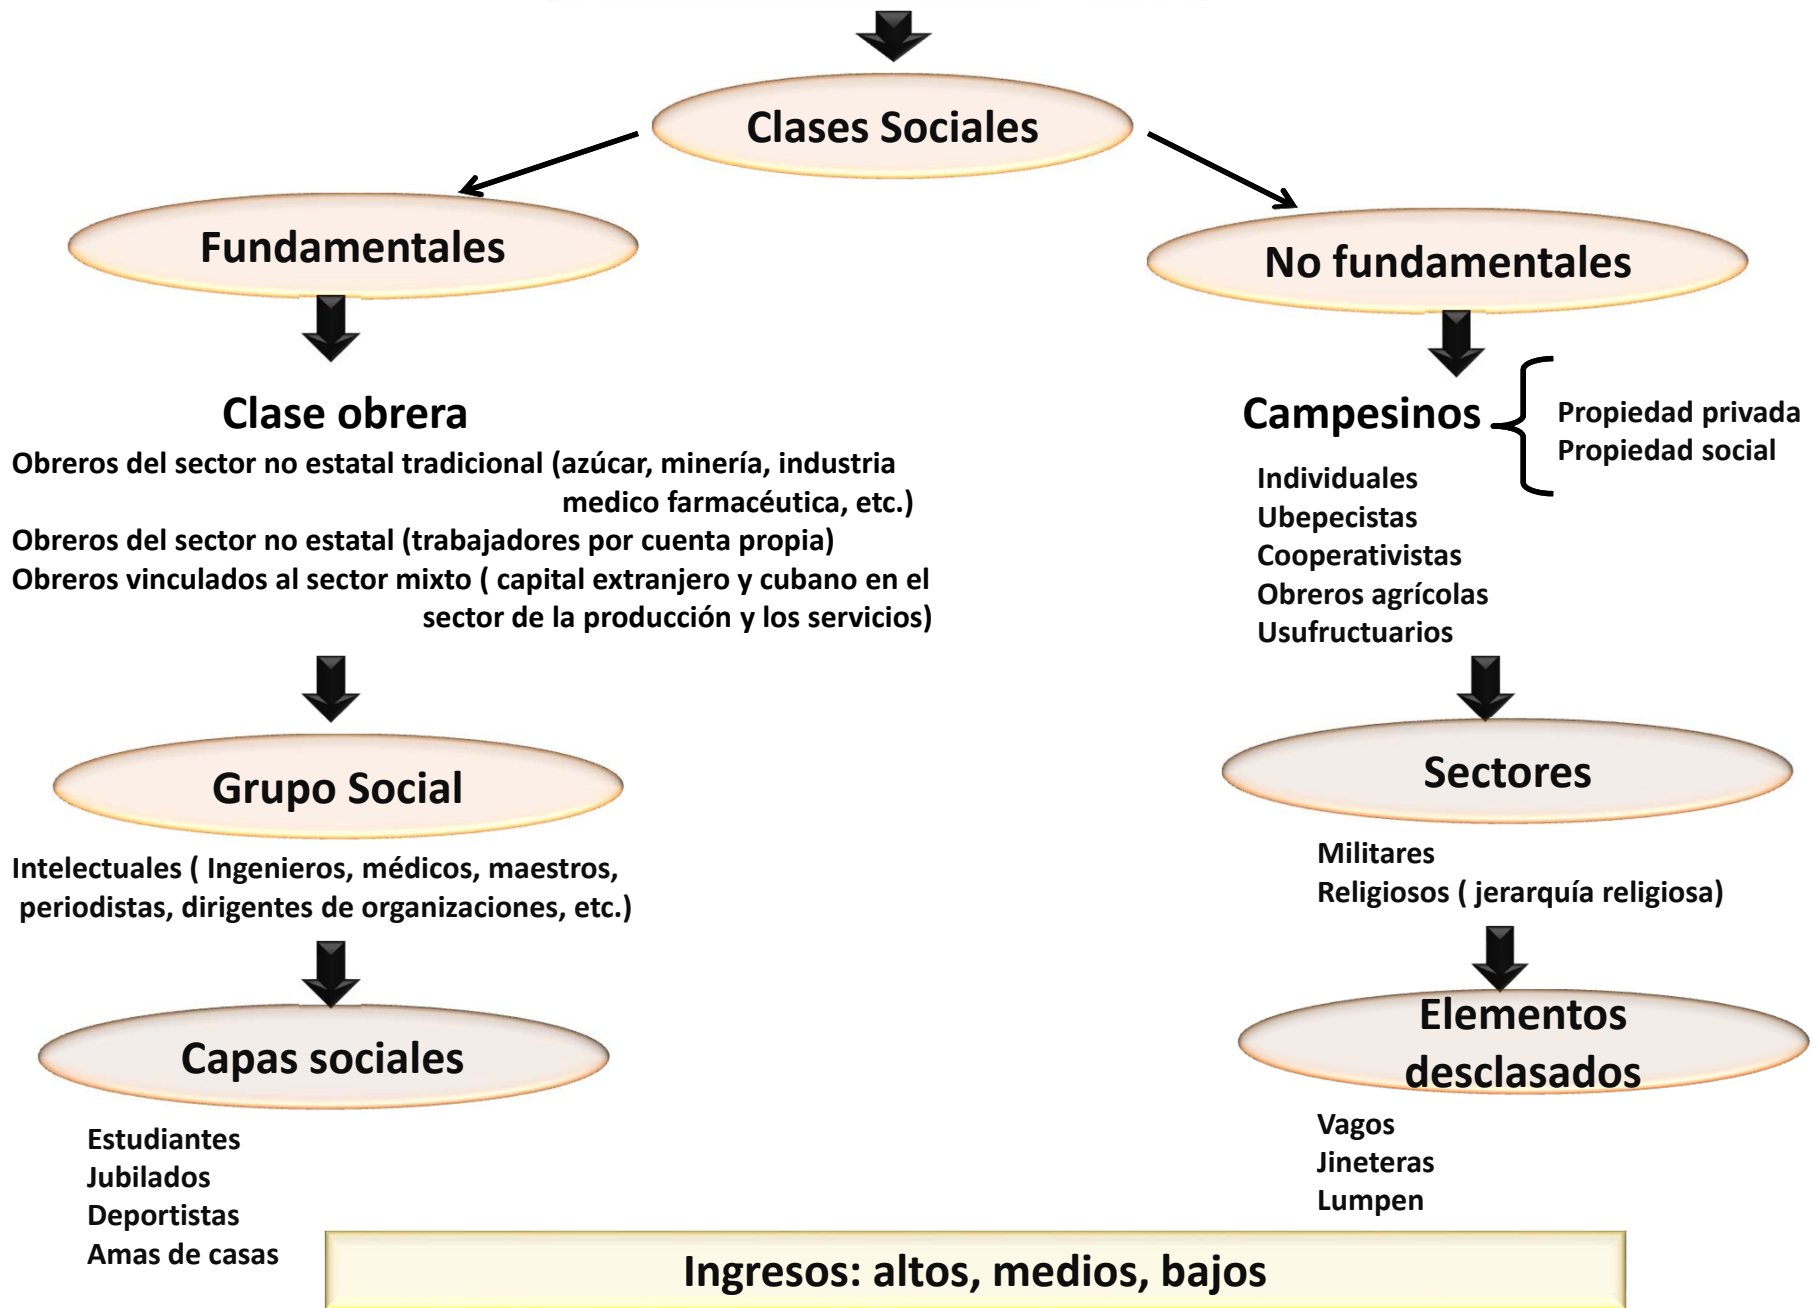 Clases Sociales
Fundamentales
Clase obrera
Obreros del sector no estatal tradicional (azúcar, minería, industria
medico farmacéutica, etc.)
Obreros del sector no estatal (trabajadores por cuenta propia)
Obreros vinculados al sector mixto ( capital extranjero y cubano en el
sector de la producción y los servicios)
Grupo Social
Intelectuales ( Ingenieros, médicos, maestros,
periodistas, dirigentes de organizaciones, etc.)
Capas sociales
Estudiantes
Jubilados
Deportistas
Amas de casas
No fundamentales
Campesinos
Propiedad privada
Propiedad social
Individuales
Ubepecistas
Cooperativistas
Obreros agrícolas
Usufructuarios
Sectores
Militares
Religiosos ( jerarquía religiosa)
Elementos
desclasados
Vagos
Jineteras
Lumpen
Ingresos: altos, medios, bajos